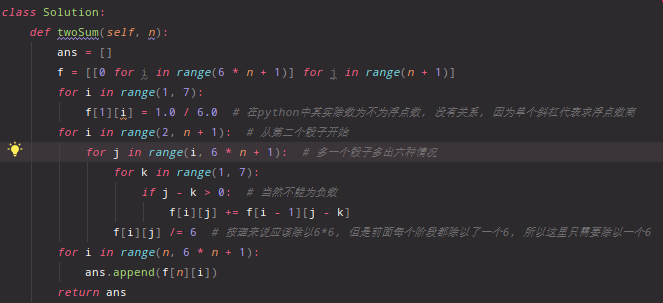 class Solution:
def twoSum(self, n):
ans = []
f = [[0 for i in range(6 * n + 1)] for j in range(n + 1)]
for i in range(1, 7):
f[1][i] = 1.0 / 6.0  # 在python中其实除数为不为浮点数, 没有关系, 因为单个斜杠代表求浮点数商
for i in range(2, n + 1):  # 从第二个骰子开始
for j in range(i, 6 * n + 1):  # 多一个骰子多出六种情况
for k in range(1, 7):
if j - k > 0:  # 当然不能为负数
f[i][j] += f[i - 1][j - k]
f[i][j] /= 6  # 按理来说应该除以6*6, 但是前面每个阶段都除以了一个6, 所以这里只需要除以一个6
for i in range(n, 6 * n + 1):
ans.append(f[n][i])
return ans